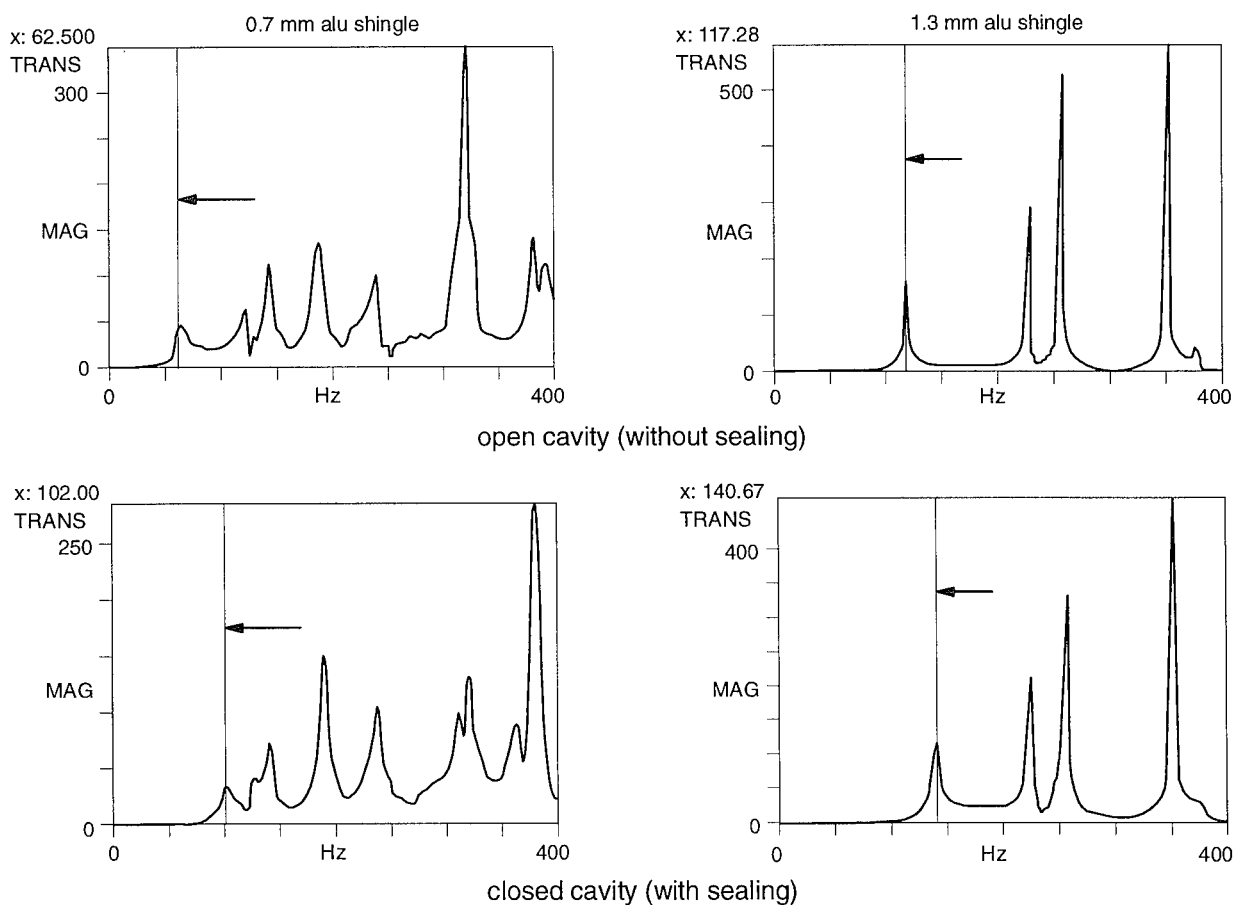 0.7 mm alu shingle
x: 62.500
TRANS
300
MAG
0
0
Hz
400
1.3 mm alu shingle
x: 117.28
TRANS
500
MAG
0
0
Hz
400
open cavity (without sealing)
x: 102.00
TRANS
250
MAG
0
0
Hz
400
x: 140.67
TRANS
400
MAG
0
0
Hz
400
closed cavity (with sealing)